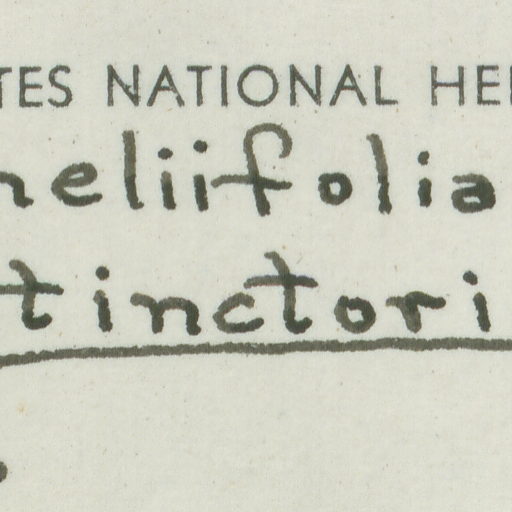 TES NATIONAL HE
neliifolia
tinctori